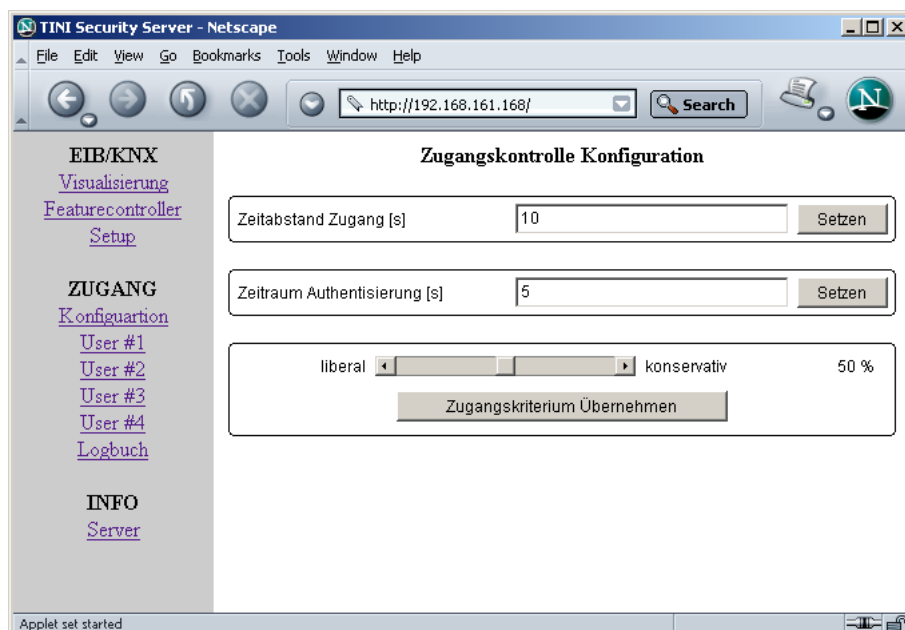 TINI Security Server - Netscape
File Edit View Go Bookmarks Tools Window Help
http://192.168.161.168/ Search N
EIB/KNX
Visualisierung
Featurecontroller
Setup
ZUGANG
Konfiguartion
User #1
User #2
User #3
User #4
Logbuch
INFO
Server
Zugangskontrolle Konfiguration
Zeitabstand Zugang [s] 10 Setzen
Zeitraum Authentisierung [s] 5 Setzen
liberal konservativ 50 %
Zugangskriterium Übernehmen
Applet set started